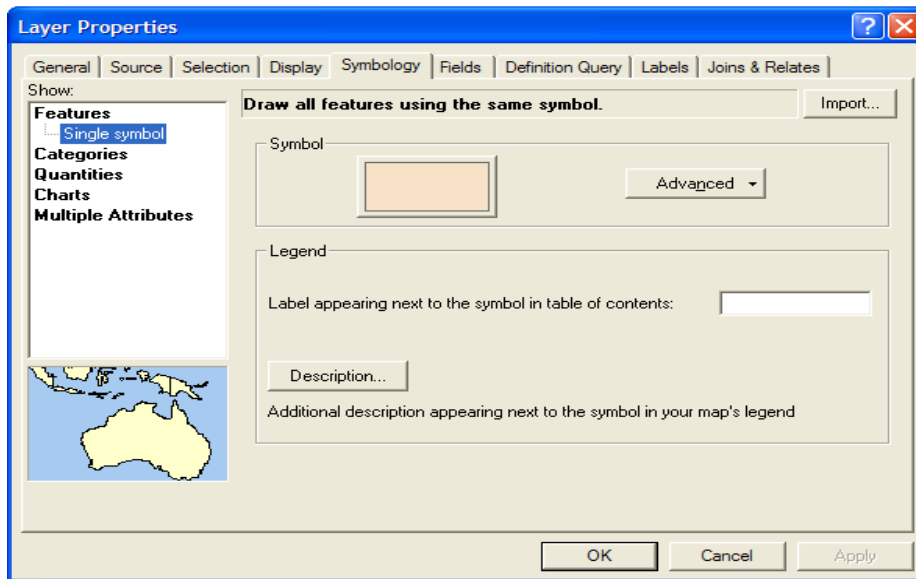 Layer Properties
General Source Selection Display Symbology Fields Definition Query Labels Joins & Relates
Show:
Features
Single symbol
Categories
Quantities
Charts
Multiple Attributes
Draw all features using the same symbol.
Import...
Symbol
Advanced
Legend
Label appearing next to the symbol in table of contents:
Description...
Additional description appearing next to the symbol in your map's legend
OK Cancel Apply